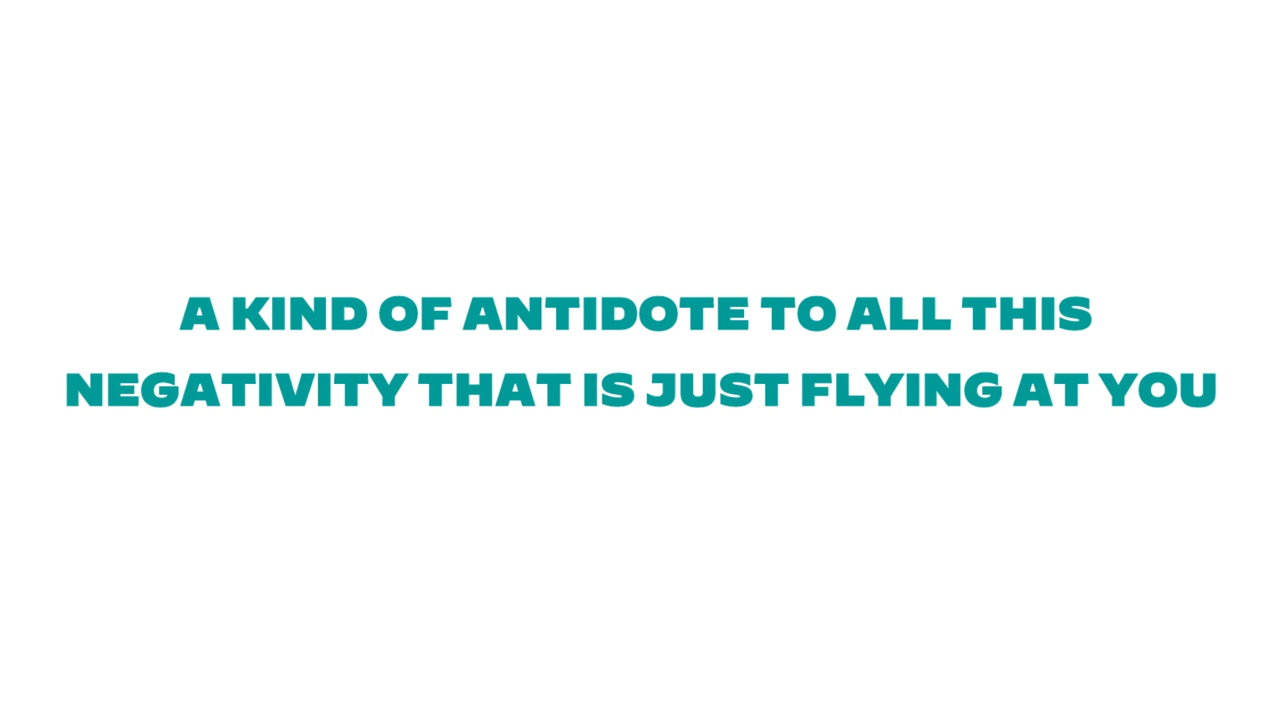 A KIND OF ANTIDOTE TO ALL THIS
NEGATIVITY THAT IS JUST FLYING AT YOU